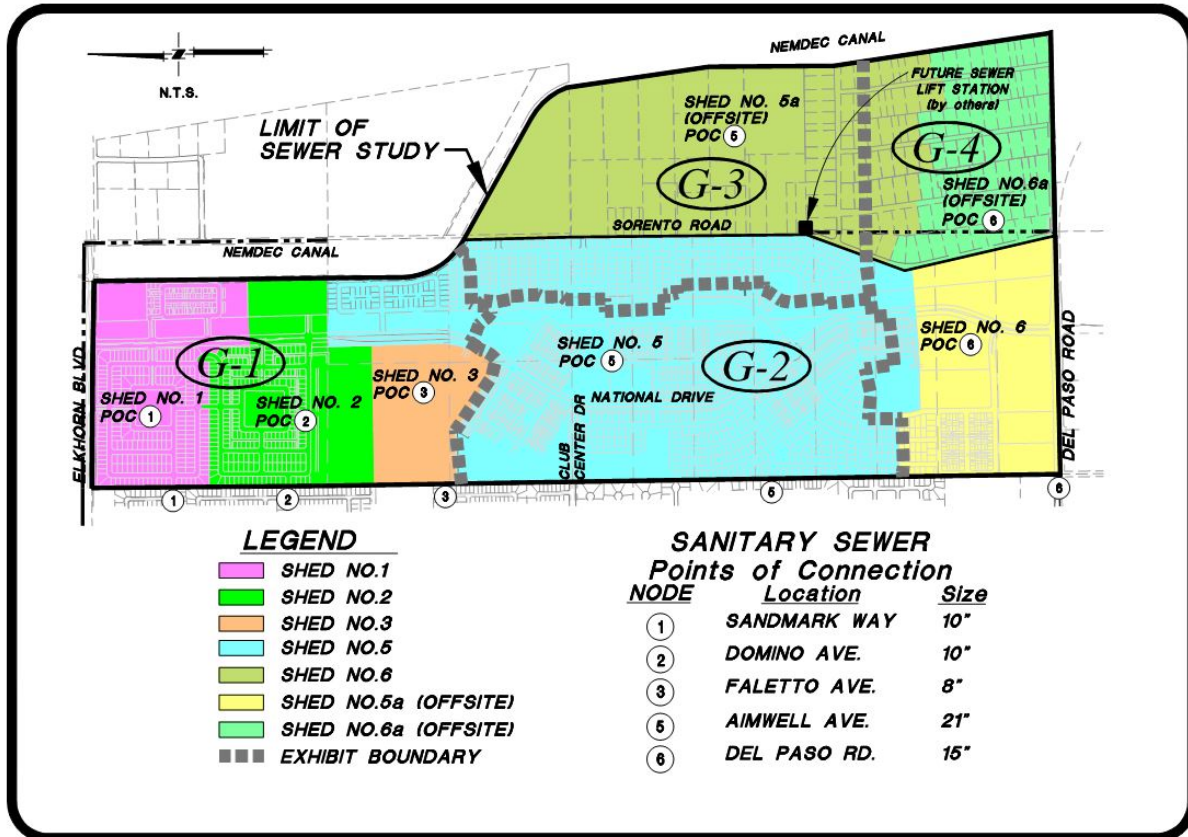 NEMDEC CANAL
N.T.S.
FUTURE SEWER
LIFT STATION
(by others)
SHED NO. 5a
(OFFSITE)
POC 5
LIMIT OF
SEWER STUDY
G-3
G-4
SHED NO.6a
(OFFSITE)
POC 6
SORENTO ROAD
NEMDEC CANAL
ELKHORN BLVD
G-1
SHED NO. 1
POC 1
SHED NO. 2
POC 2
SHED NO. 3
POC 3
SHED NO. 5
POC 5
G-2
NATIONAL DRIVE
CLUB
CENTER DR
SHED NO. 6
POC 6
DEL PASO ROAD
1
2
3
5
6
LEGEND
SHED NO.1
SHED NO.2
SHED NO.3
SHED NO.5
SHED NO.6
SHED NO.5a (OFFSITE)
SHED NO.6a (OFFSITE)
EXHIBIT BOUNDARY
SANITARY SEWER
Points of Connection
NODE Location Size
1 SANDMARK WAY 10"
2 DOMINO AVE. 10"
3 FALETTO AVE. 8"
5 AIMWELL AVE. 21"
6 DEL PASO RD. 15"